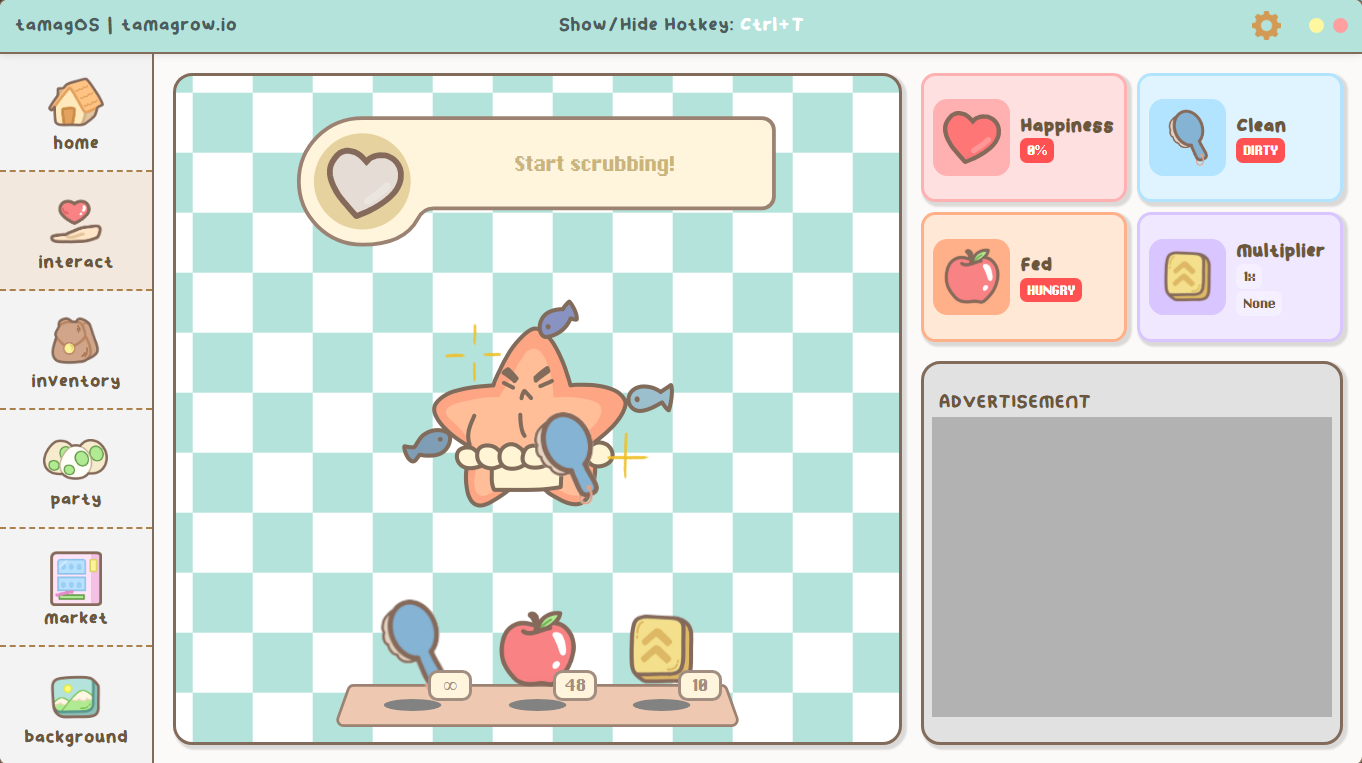 tamagOS | tamagrow.io
Show/Hide Hotkey: Ctrl+T
home
interact
inventory
party
market
background
Start scrubbing!
∞
48
10
Happiness
0%
Clean
DIRTY
Fed
HUNGRY
Multiplier
1x
None
ADVERTISEMENT